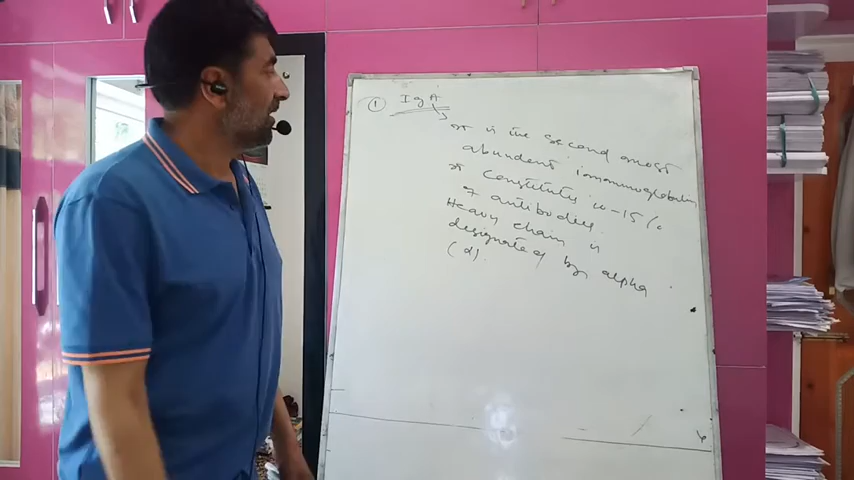 ① IgA
It is the second most
abundent immunoglobulin
It Constitutes 10-15%
of antibodies.
Heavy chain is
designated by alpha
(α).